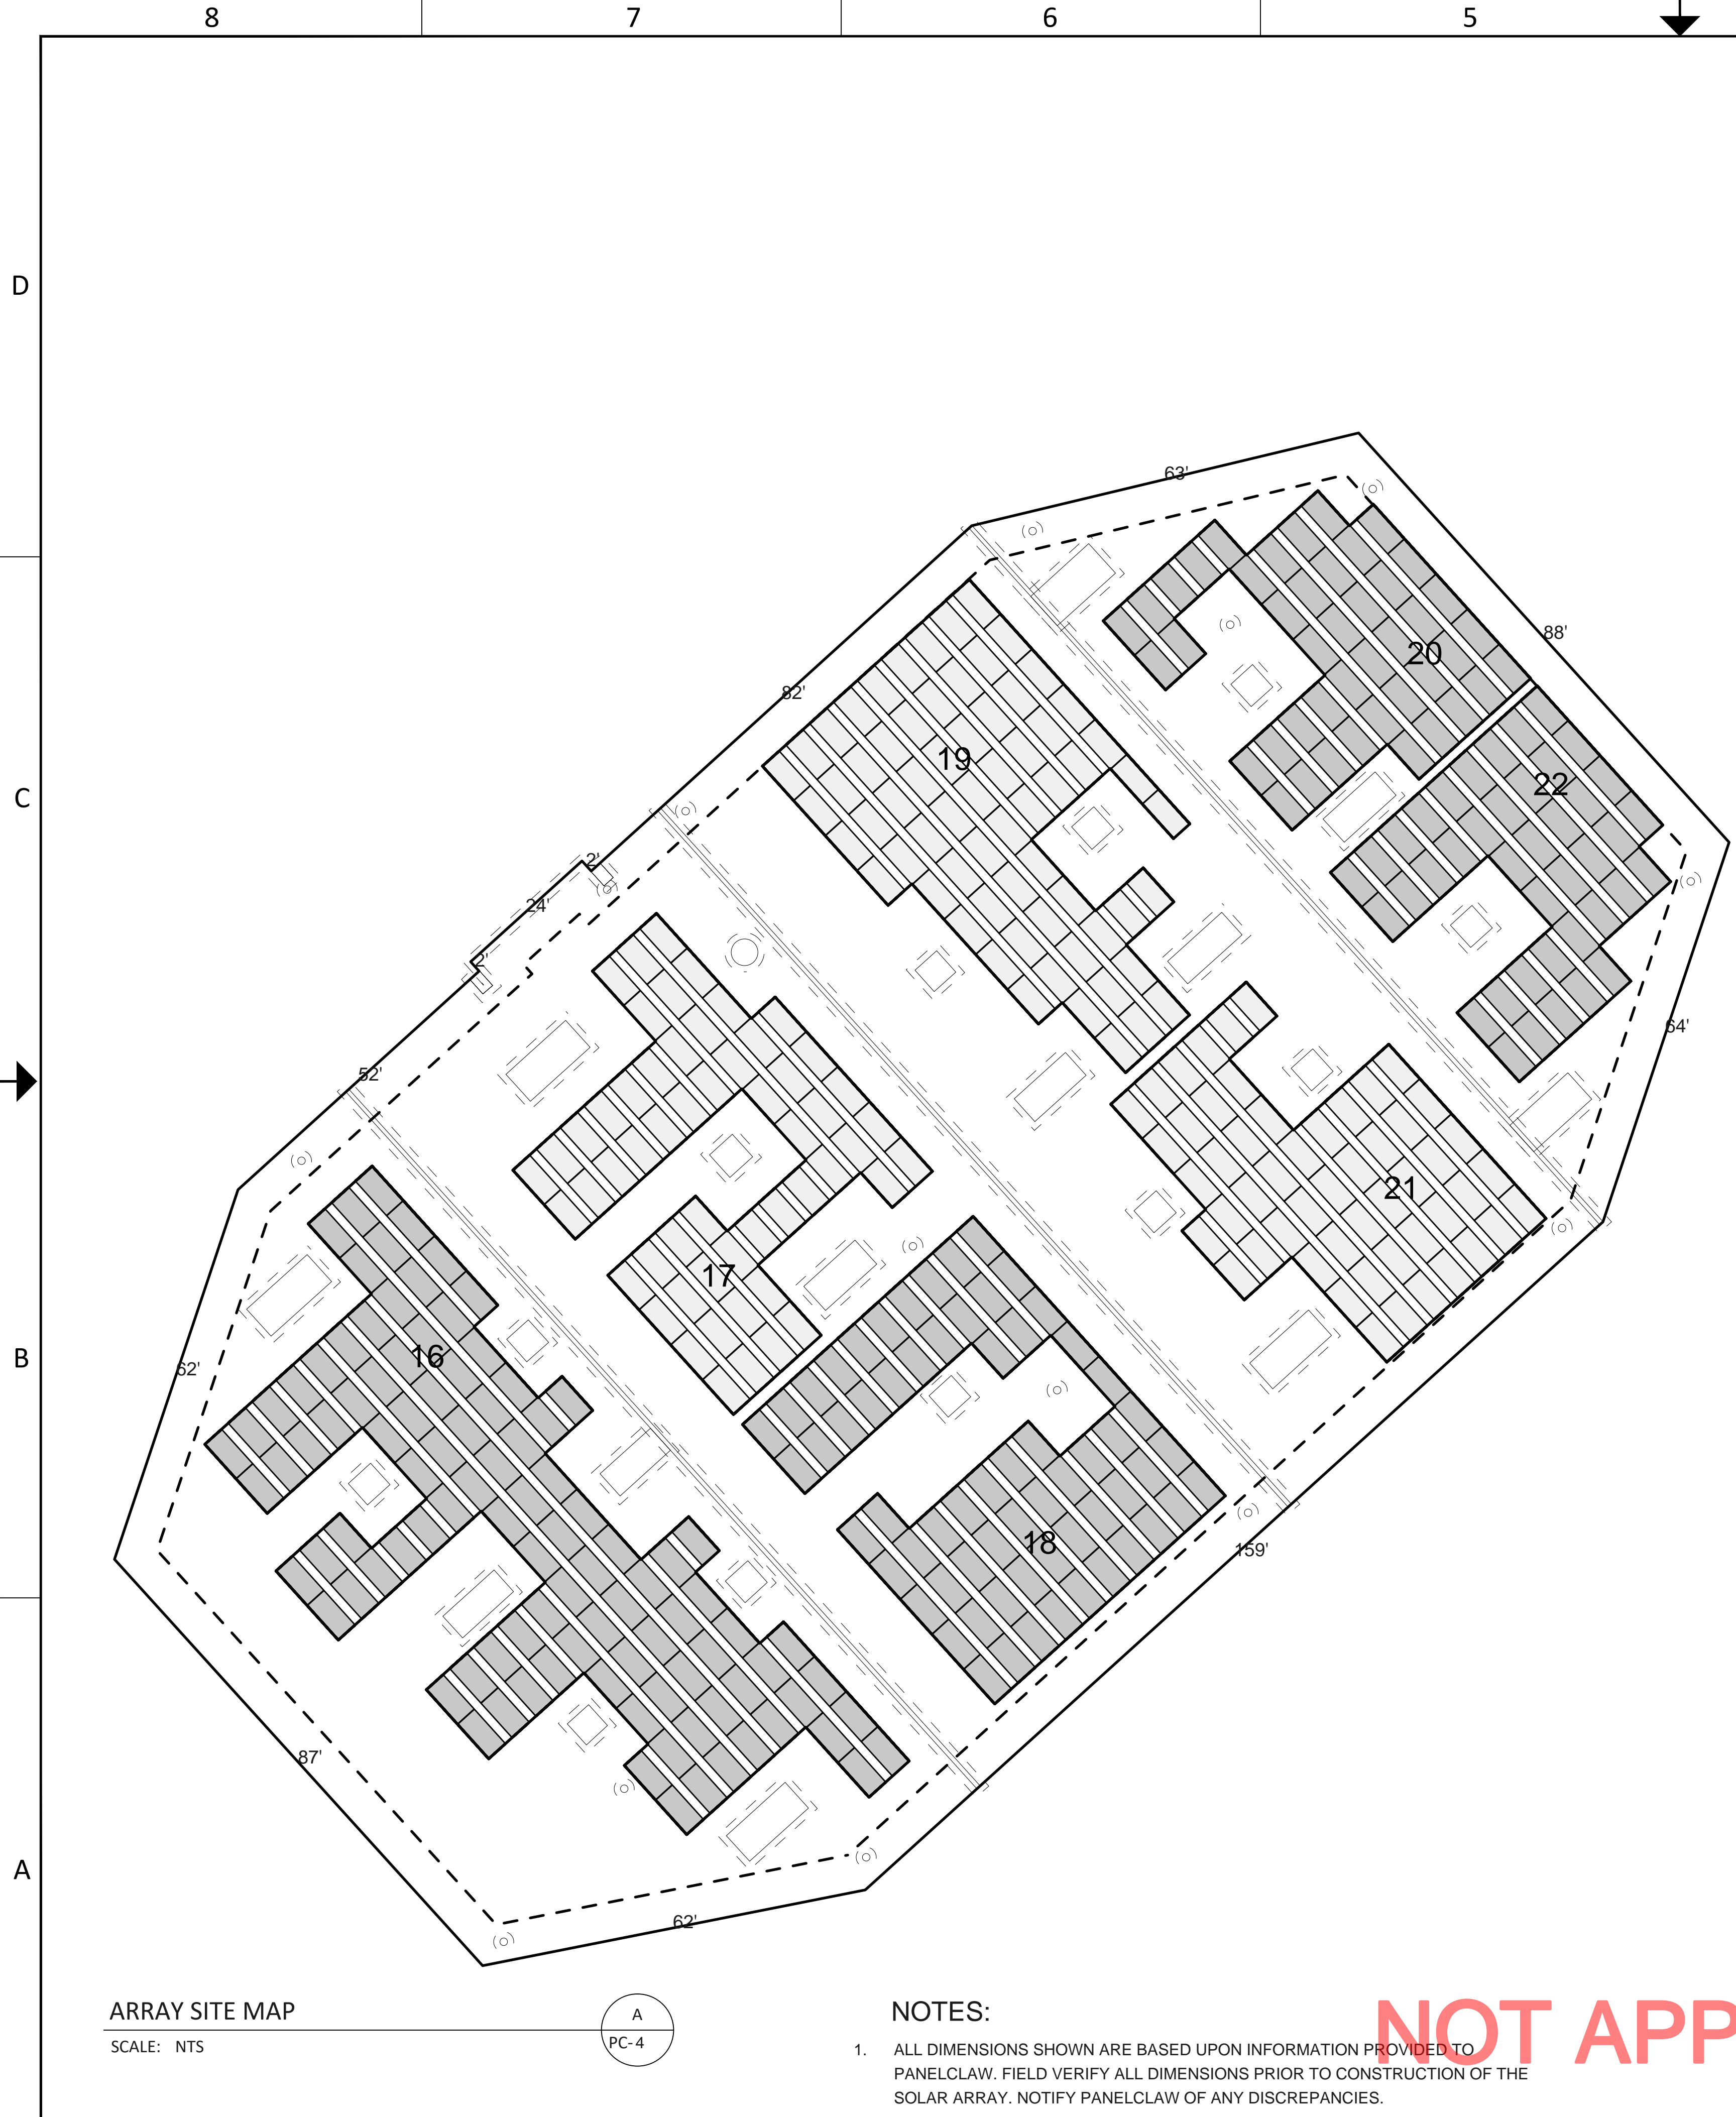 8 7 6 5
D
63'
88'
20
82'
19
22
C
2'
24'
2'
64'
52'
21
17
16
B
62'
18
159'
87'
A
62'
ARRAY SITE MAP
SCALE: NTS
A
PC-4
NOTES:
NOT APP
1. ALL DIMENSIONS SHOWN ARE BASED UPON INFORMATION PROVIDED TO
PANELCLAW. FIELD VERIFY ALL DIMENSIONS PRIOR TO CONSTRUCTION OF THE
SOLAR ARRAY. NOTIFY PANELCLAW OF ANY DISCREPANCIES.